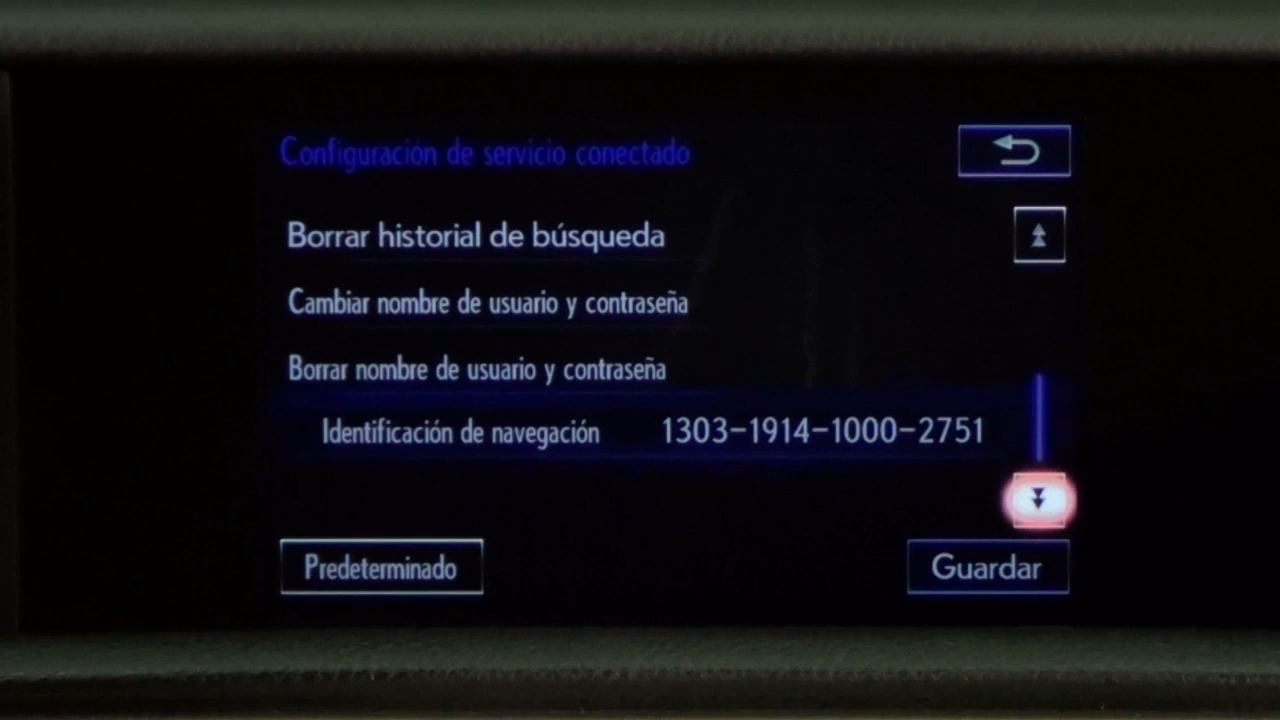 Configuración de servicio conectado
Borrar historial de búsqueda
Cambiar nombre de usuario y contraseña
Borrar nombre de usuario y contraseña
Identificación de navegación 1303-1914-1000-2751
Predeterminado Guardar